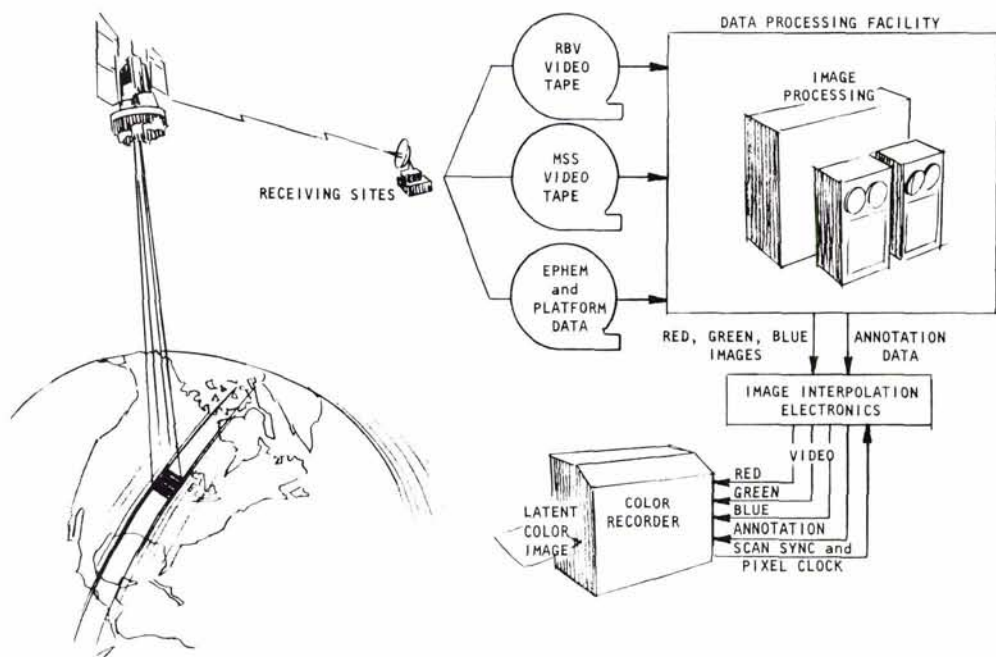 DATA PROCESSING FACILITY
RBV
VIDEO
TAPE
IMAGE
PROCESSING
MSS
VIDEO
TAPE
RECEIVING SITES
EPHEM
and
PLATFORM
DATA
RED, GREEN, BLUE
IMAGES
ANNOTATION
DATA
IMAGE INTERPOLATION
ELECTRONICS
VIDEO
RED
GREEN
BLUE
ANNOTATION
SCAN SYNC and
PIXEL CLOCK
COLOR
RECORDER
LATENT
COLOR
IMAGE